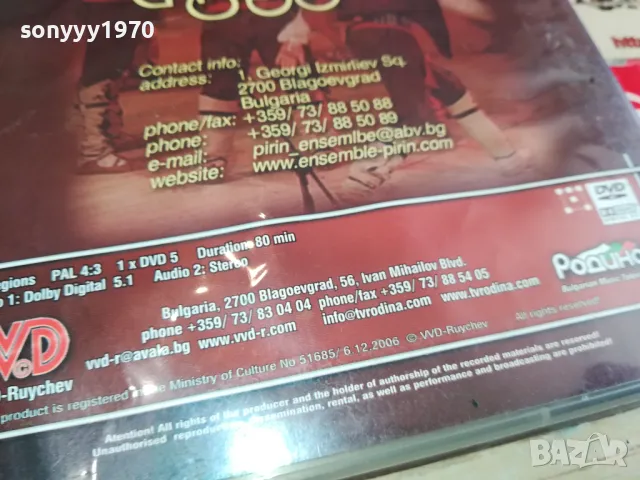 sonyyy1970
Contact info:
address: 1, Georgi Izmirliev Sq.
2700 Blagoevgrad
Bulgaria
phone/fax: +359/ 73/ 88 50 88
phone: +359/ 73/ 88 50 89
e-mail: pirin_ensemlbe@abv.bg
website: www.ensemble-pirin.com
DVD
egions PAL 4:3 1 x DVD 5 Duration: 80 min
1: Dolby Digital 5.1 Audio 2: Stereo
Родина
Bulgarian Music
Bulgaria, 2700 Blagoevgrad, 56, Ivan Mihailov Blvd.
phone +359/ 73/ 83 04 04 phone/fax +359/ 73/ 88 54 05
vvd-r@avala.bg www.vvd-r.com info@tvrodina.com www.tvrodina.com
VVD
D-Ruychev
product is registered in the Ministry of Culture No 51685/ 6.12.2006 © VVD-Ruychev All rights reserved
Atention! All rights of the producer and the holder of authorship of the recorded materials are reserved!
Unauthorised reproduction, dissemination, rental, as well as performance and broadcasting are prohibited!
BAZAR
bg